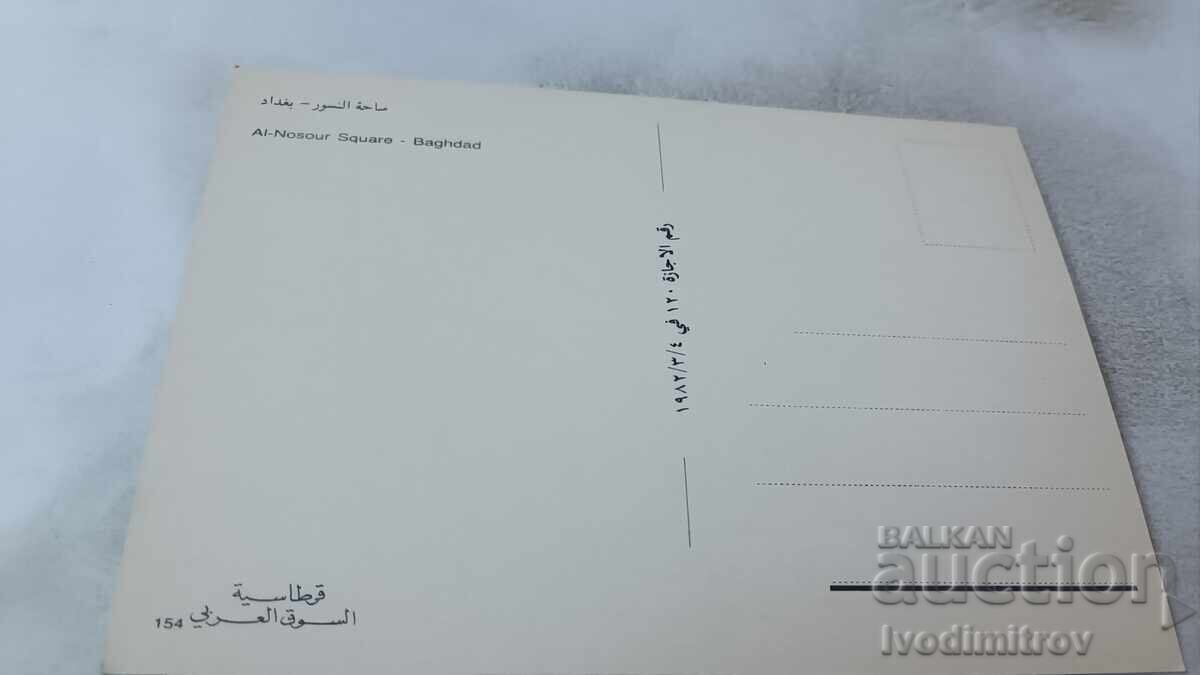 ساحة النسور – بغداد
Al-Nosour Square - Baghdad
رقم الاجازة ١٢٠ في ١٩٨٢/٣/٤
قرطاسية
السوق العربي
154
BALKAN
auction
Ivodimitrov